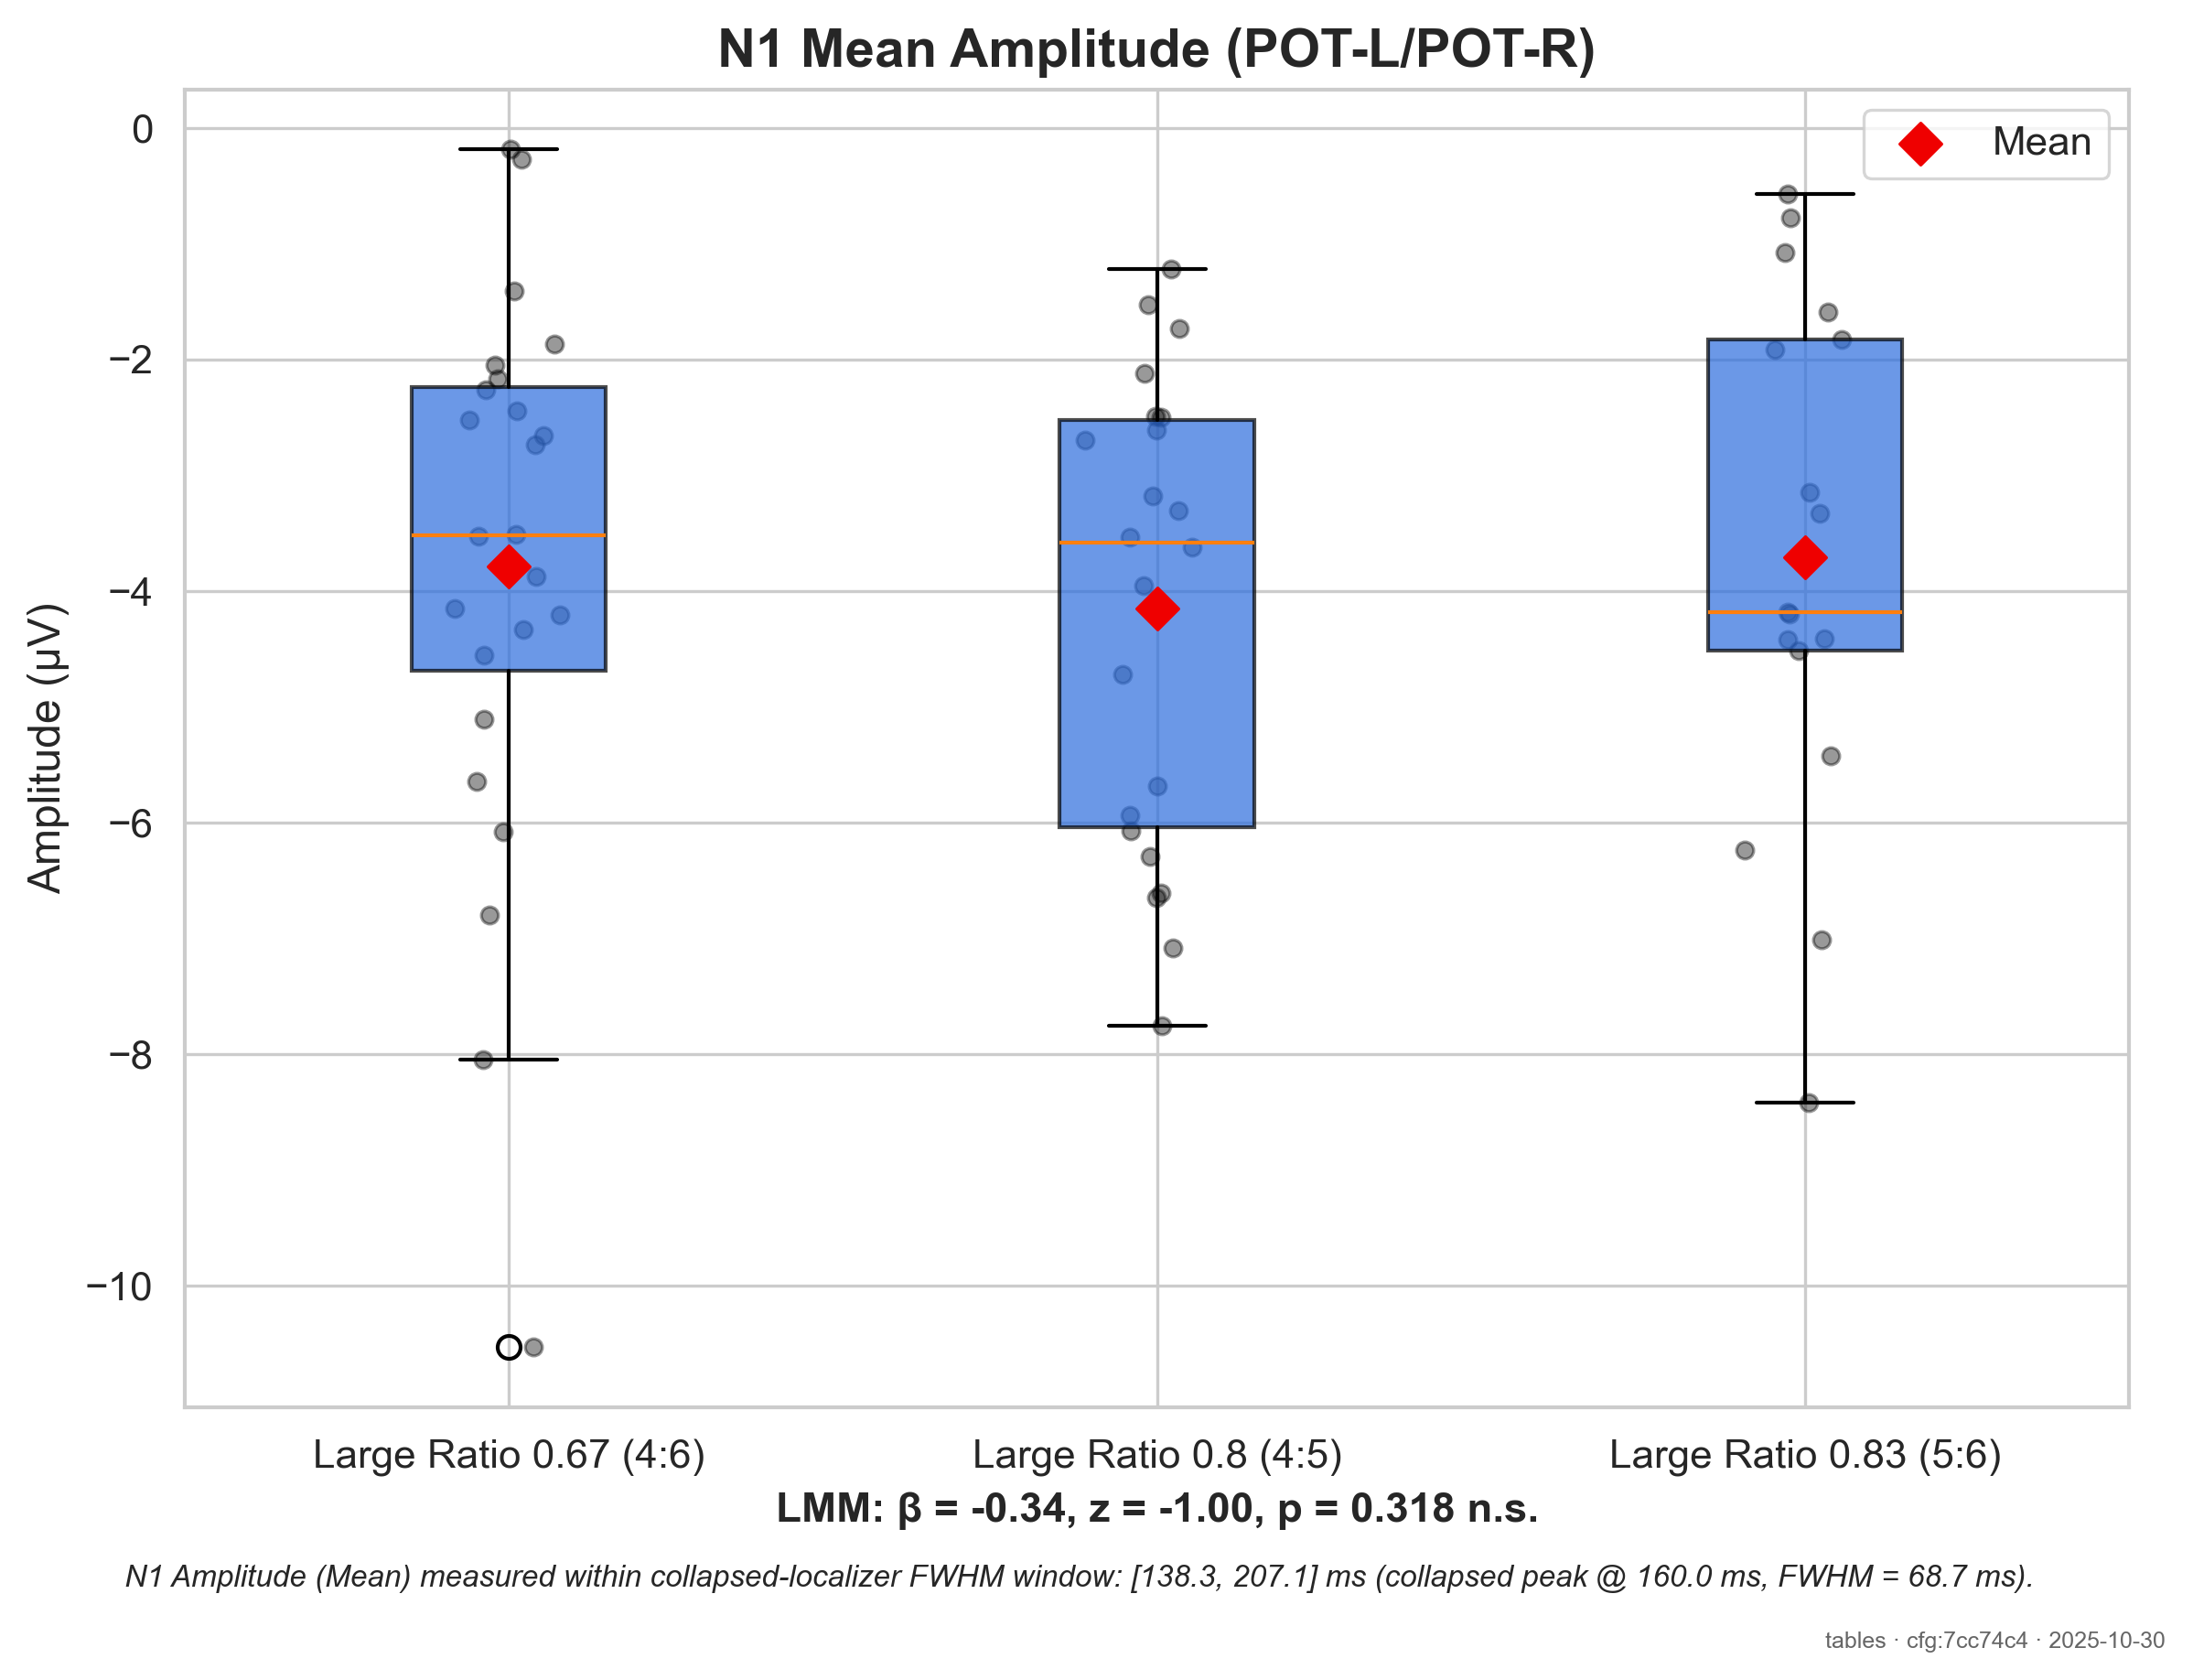 N1 Mean Amplitude (POT-L/POT-R)
Mean
0
−2
−4
−6
−8
−10
Amplitude (µV)
Large Ratio 0.67 (4:6)
Large Ratio 0.8 (4:5)
Large Ratio 0.83 (5:6)
LMM: β = -0.34, z = -1.00, p = 0.318 n.s.
N1 Amplitude (Mean) measured within collapsed-localizer FWHM window: [138.3, 207.1] ms (collapsed peak @ 160.0 ms, FWHM = 68.7 ms).
tables · cfg:7cc74c4 · 2025-10-30